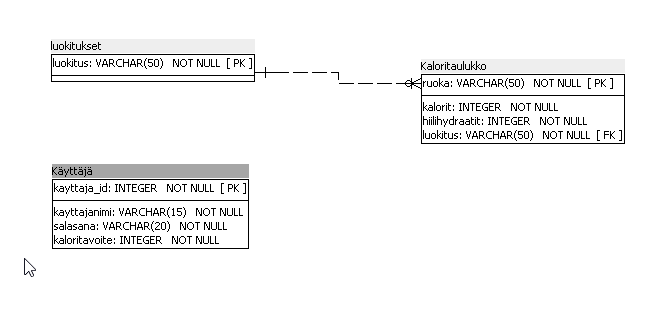 luokitukset
luokitus: VARCHAR(50) NOT NULL [ PK ]
Kaloritaulukko
ruoka: VARCHAR(50) NOT NULL [ PK ]
kalorit: INTEGER NOT NULL
hiilihydraatit: INTEGER NOT NULL
luokitus: VARCHAR(50) NOT NULL [ FK ]
Käyttäjä
kayttaja_id: INTEGER NOT NULL [ PK ]
kayttajanimi: VARCHAR(15) NOT NULL
salasana: VARCHAR(20) NOT NULL
kaloritavoite: INTEGER NOT NULL